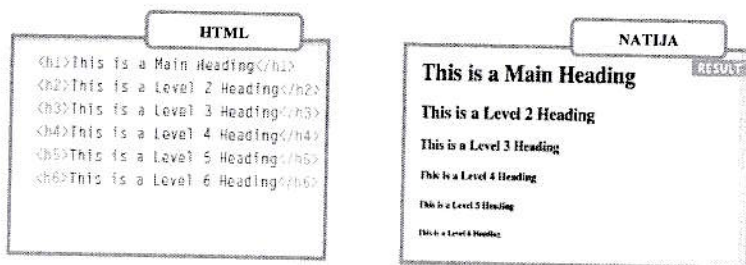 HTML
<h1>This is a Main Heading</h1>
<h2>This is a Level 2 Heading</h2>
<h3>This is a Level 3 Heading</h3>
<h4>This is a Level 4 Heading</h4>
<h5>This is a Level 5 Heading</h5>
<h6>This is a Level 6 Heading</h6>
NATIJA
RESULT
This is a Main Heading
This is a Level 2 Heading
This is a Level 3 Heading
This is a Level 4 Heading
This is a Level 5 Heading
This is a Level 6 Heading